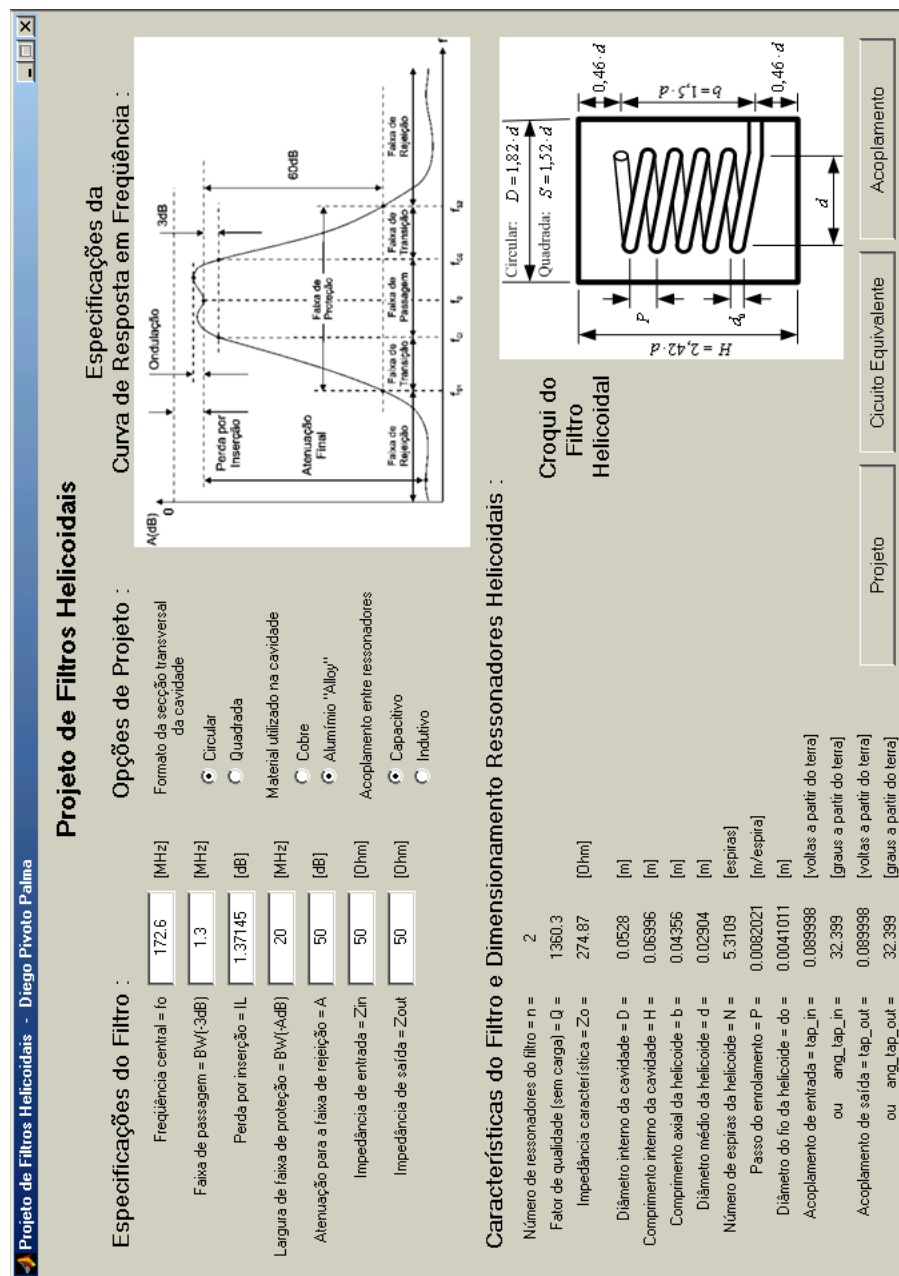 Projeto de Filtros Helicoidais - Diego Pivoto Palma
Projeto de Filtros Helicoidais
Especificações do Filtro :
Freqüência central = fo 172.6 [MHz]
Faixa de passagem = BW(-3dB) 1.3 [MHz]
Perda por inserção = IL 1.37145 [dB]
Largura de faixa de proteção = BW(-AdB) 20 [MHz]
Atenuação para a faixa de rejeição = A 50 [dB]
Impedância de entrada = Zin 50 [Ohm]
Impedância de saída = Zout 50 [Ohm]
Opções de Projeto :
Formato da secção transversal
da cavidade
Circular
Quadrada
Material utilizado na cavidade
Cobre
Alumímio "Alloy"
Acoplamento entre ressonadores
Capacitivo
Indutivo
Especificações da
Curva de Resposta em Freqüência :
A(dB)
0
Ondulação
3dB
Perda por
Inserção
60dB
Atenuação
Final
Faixa de
Proteção
Faixa de
Rejeição
Faixa de
Transição
Faixa de
Passagem
Faixa de
Transição
Faixa de
Rejeição
f
Características do Filtro e Dimensionamento Ressonadores Helicoidais :
Número de ressonadores do filtro = n = 2
Fator de qualidade (sem carga) = Q = 1360.3
Impedância característica = Zo = 274.87 [Ohm]
Diâmetro interno da cavidade = D = 0.0528 [m]
Comprimento interno da cavidade = H = 0.06996 [m]
Comprimento axial da helicoide = b = 0.04356 [m]
Diâmetro médio da helicoide = d = 0.02904 [m]
Número de espiras da helicoide = N = 5.3109 [espiras]
Passo do enrolamento = P = 0.0082021 [m/espira]
Diâmetro do fio da helicoide = do = 0.0041011 [m]
Acoplamento de entrada = tap_in = 0.089998 [voltas a partir do terra]
ou ang_tap_in = 32.399 [graus a partir do terra]
Acoplamento de saída = tap_out = 0.089998 [voltas a partir do terra]
ou ang_tap_out = 32.399 [graus a partir do terra]
Croqui do
Filtro
Helicoidal
Circular: D = 1,82 · d
Quadrada: S = 1,52 · d
0,46 · d
b = 1,5 · d
0,46 · d
H = 2,42 · d
P
d₀
d
Projeto
Cicuito Equivalente
Acoplamento